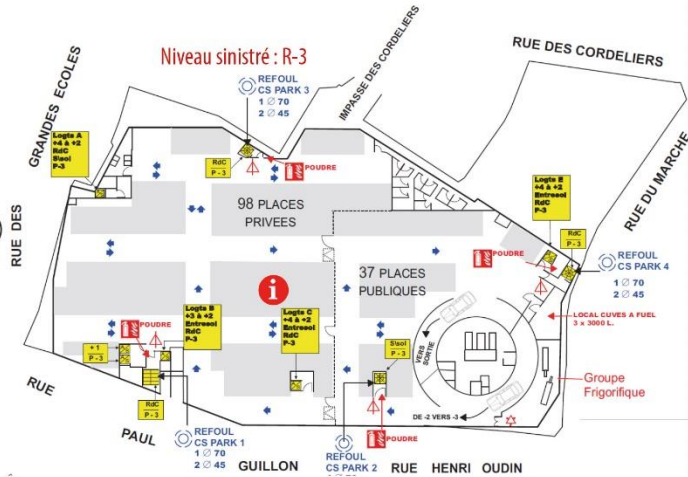 Niveau sinistré : R-3
REFOUL
CS PARK 3
1 Ø 70
2 Ø 45
IMPASSE DES CORDELIERS
RUE DES CORDELIERS
RUE DES
GRANDES ECOLES
Logts A
+4 à +2
RdC
S\sol
P-3
RdC
P - 3
POUDRE
98 PLACES
PRIVEES
Logts E
+4 à +2
Entresol
RdC
P-3
RUE DU MARCHE
RdC
P - 3
REFOUL
CS PARK 4
1 Ø 70
2 Ø 45
POUDRE
37 PLACES
PUBLIQUES
i
LOCAL CUVES A FUEL
3 x 3000 L.
Logts B
+3 à +2
Entresol
RdC
P-3
Logts C
+4 à +2
Entresol
RdC
P-3
POUDRE
+ 1
P - 3
S\sol
P - 3
VERS
SORTIE
Groupe
Frigorifique
RdC
P - 3
DE -2 VERS -3
RUE
PAUL
GUILLON
RUE HENRI OUDIN
REFOUL
CS PARK 1
1 Ø 70
2 Ø 45
POUDRE
REFOUL
CS PARK 2